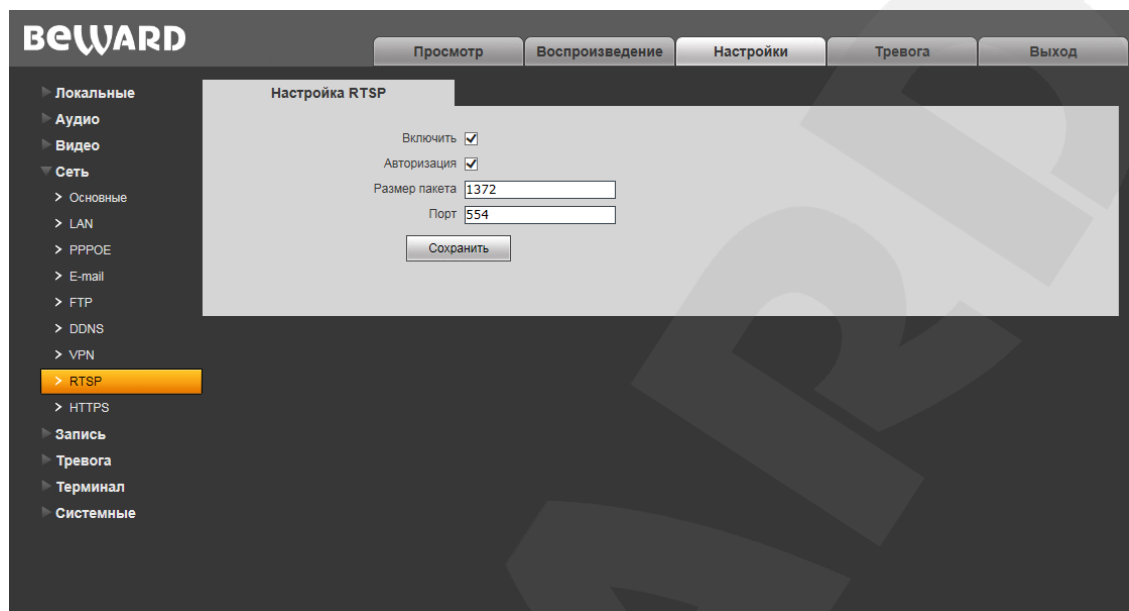 BEWARD
Просмотр Воспроизведение Настройки Тревога Выход
Локальные
Аудио
Видео
Сеть
> Основные
> LAN
> PPPOE
> E-mail
> FTP
> DDNS
> VPN
> RTSP
> HTTPS
Запись
Тревога
Терминал
Системные
Настройка RTSP
Включить
Авторизация
Размер пакета 1372
Порт 554
Сохранить